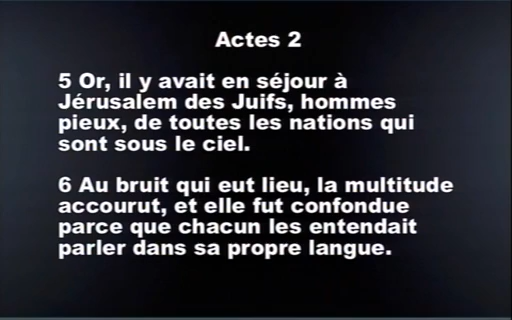 Actes 2
5 Or, il y avait en séjour à
Jérusalem des Juifs, hommes
pieux, de toutes les nations qui
sont sous le ciel.
6 Au bruit qui eut lieu, la multitude
accourut, et elle fut confondue
parce que chacun les entendait
parler dans sa propre langue.